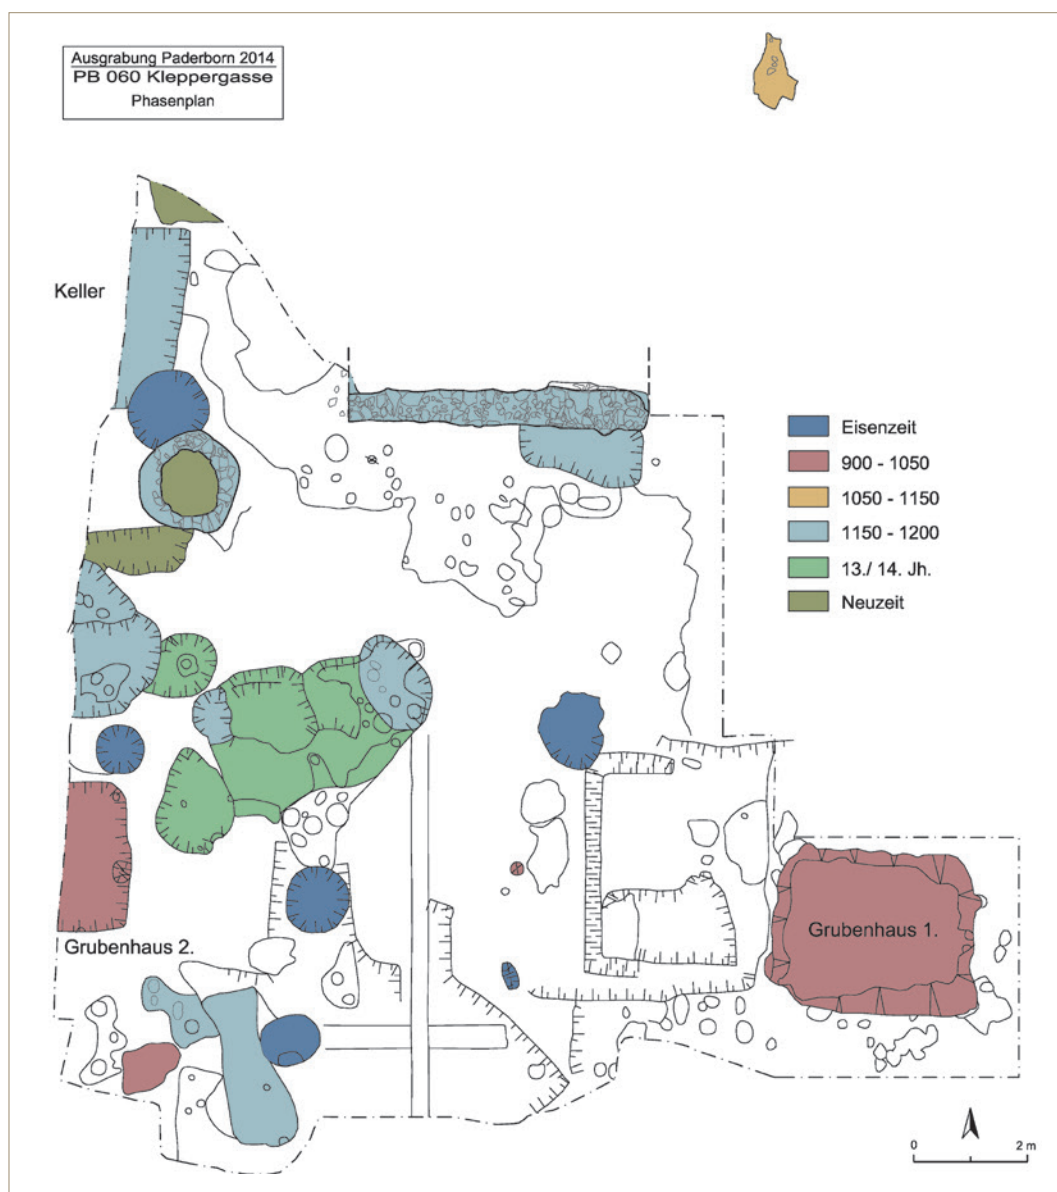 Ausgrabung Paderborn 2014
PB 060 Kleppergasse
Phasenplan
Keller
Eisenzeit
900 - 1050
1050 - 1150
1150 - 1200
13./ 14. Jh.
Neuzeit
Grubenhaus 1.
Grubenhaus 2.
0 2 m